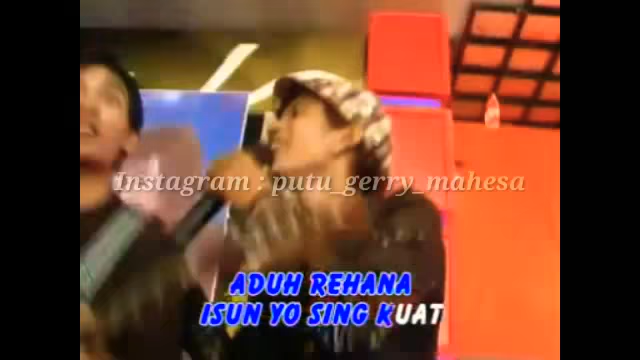 Instagram : putu_gerry_mahesa
ADUH REHANA
ISUN YO SING KUAT